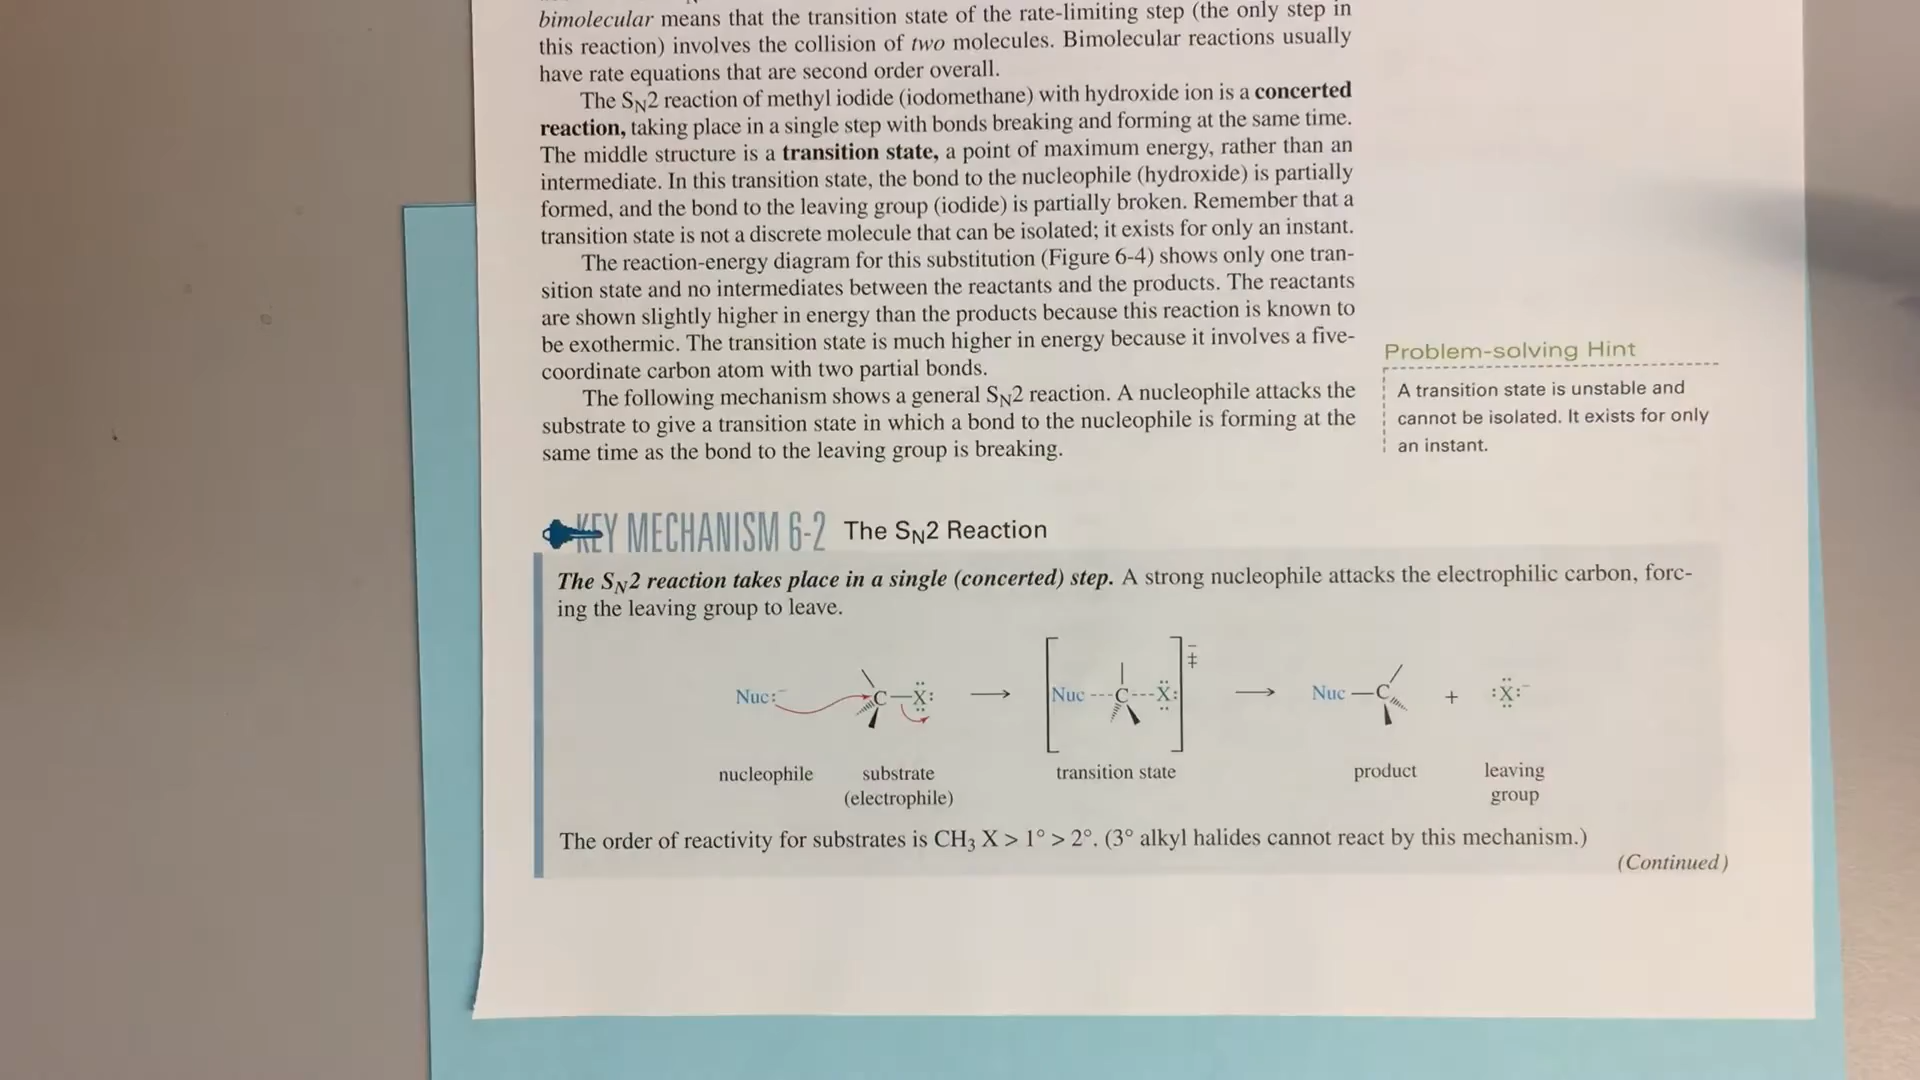 bimolecular means that the transition state of the rate-limiting step (the only step in
this reaction) involves the collision of two molecules. Bimolecular reactions usually
have rate equations that are second order overall.
The SN2 reaction of methyl iodide (iodomethane) with hydroxide ion is a concerted
reaction, taking place in a single step with bonds breaking and forming at the same time.
The middle structure is a transition state, a point of maximum energy, rather than an
intermediate. In this transition state, the bond to the nucleophile (hydroxide) is partially
formed, and the bond to the leaving group (iodide) is partially broken. Remember that a
transition state is not a discrete molecule that can be isolated; it exists for only an instant.
The reaction-energy diagram for this substitution (Figure 6-4) shows only one tran-
sition state and no intermediates between the reactants and the products. The reactants
are shown slightly higher in energy than the products because this reaction is known to
be exothermic. The transition state is much higher in energy because it involves a five-
coordinate carbon atom with two partial bonds.
The following mechanism shows a general SN2 reaction. A nucleophile attacks the
substrate to give a transition state in which a bond to the nucleophile is forming at the
same time as the bond to the leaving group is breaking.
Problem-solving Hint
A transition state is unstable and
cannot be isolated. It exists for only
an instant.
KEY MECHANISM 6-2 The SN2 Reaction
The SN2 reaction takes place in a single (concerted) step. A strong nucleophile attacks the electrophilic carbon, forc-
ing the leaving group to leave.
Nuc:⁻ C—X: → [Nuc---C---X:]‡⁻ → Nuc—C + :X:⁻
nucleophile substrate transition state product leaving
(electrophile) group
The order of reactivity for substrates is CH₃ X > 1° > 2°. (3° alkyl halides cannot react by this mechanism.)
(Continued)